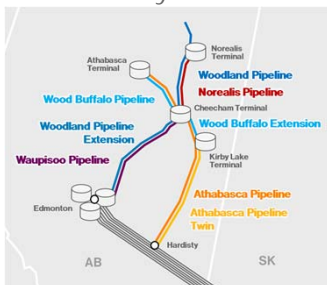 Norealis
Terminal
Athabasca
Terminal
Woodland Pipeline
Norealis Pipeline
Wood Buffalo Pipeline
Cheecham Terminal
Wood Buffalo Extension
Woodland Pipeline
Extension
Kirby Lake
Terminal
Waupisoo Pipeline
Athabasca Pipeline
Athabasca Pipeline
Twin
Edmonton
Hardisty
AB
SK